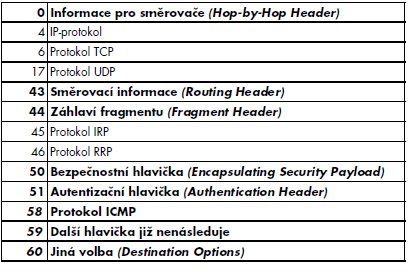 0 Informace pro směrovače (Hop-by-Hop Header)
4 IP-protokol
6 Protokol TCP
17 Protokol UDP
43 Směrovací informace (Routing Header)
44 Záhlaví fragmentu (Fragment Header)
45 Protokol IRP
46 Protokol RRP
50 Bezpečnostní hlavička (Encapsulating Security Payload)
51 Autentizační hlavička (Authentication Header)
58 Protokol ICMP
59 Další hlavička již nenásleduje
60 Jiná volba (Destination Options)